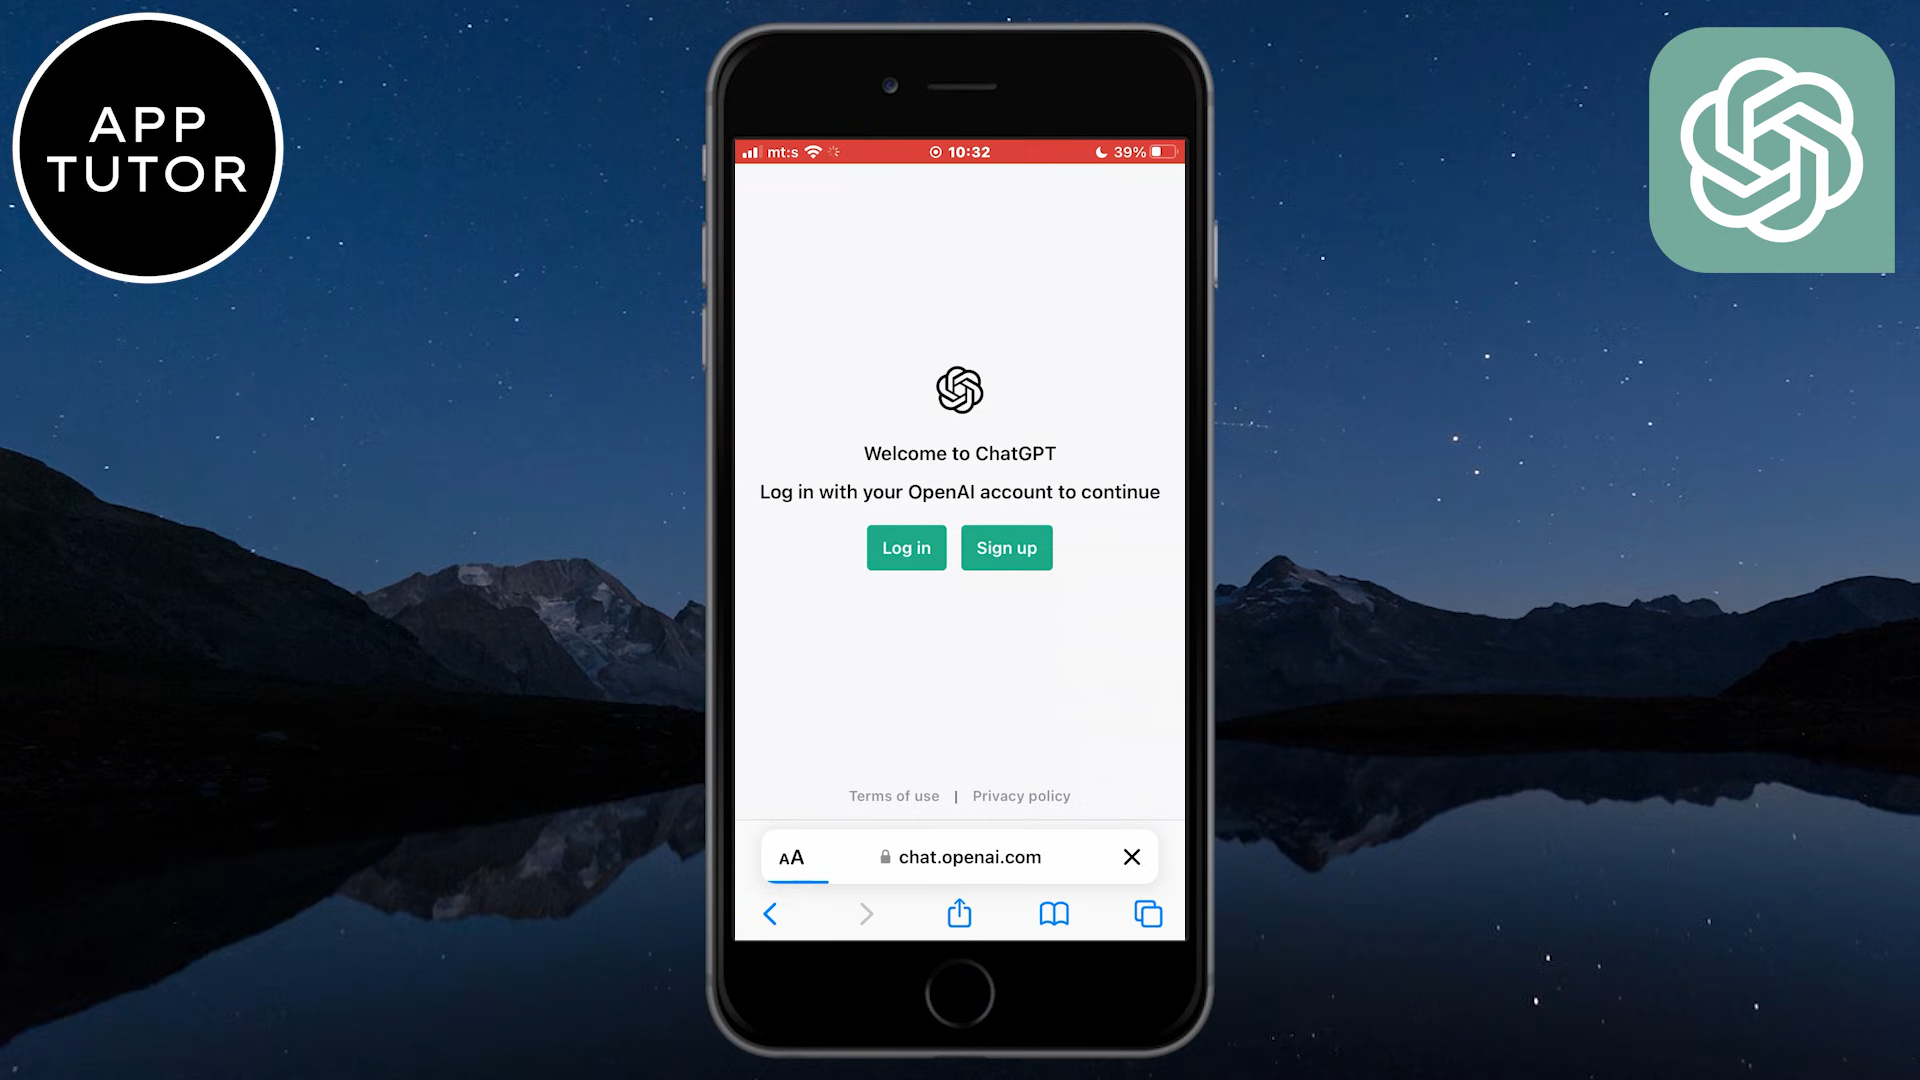 APP
TUTOR
mt:s
10:32
39%
Welcome to ChatGPT
Log in with your OpenAI account to continue
Log in
Sign up
Terms of use | Privacy policy
AA
chat.openai.com